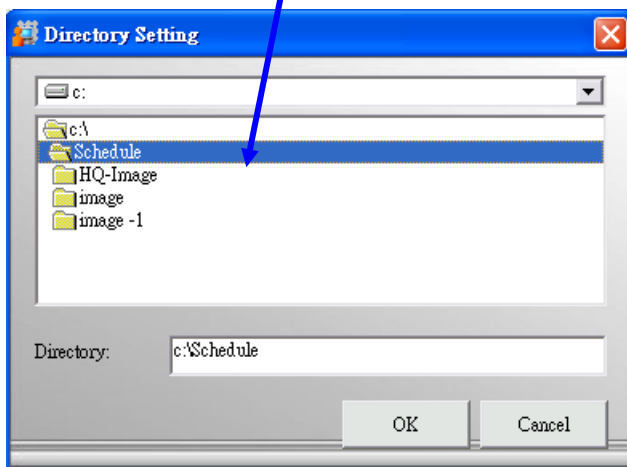 Directory Setting
c:
c:\
Schedule
HQ-Image
image
image -1
Directory:
c:\Schedule
OK
Cancel